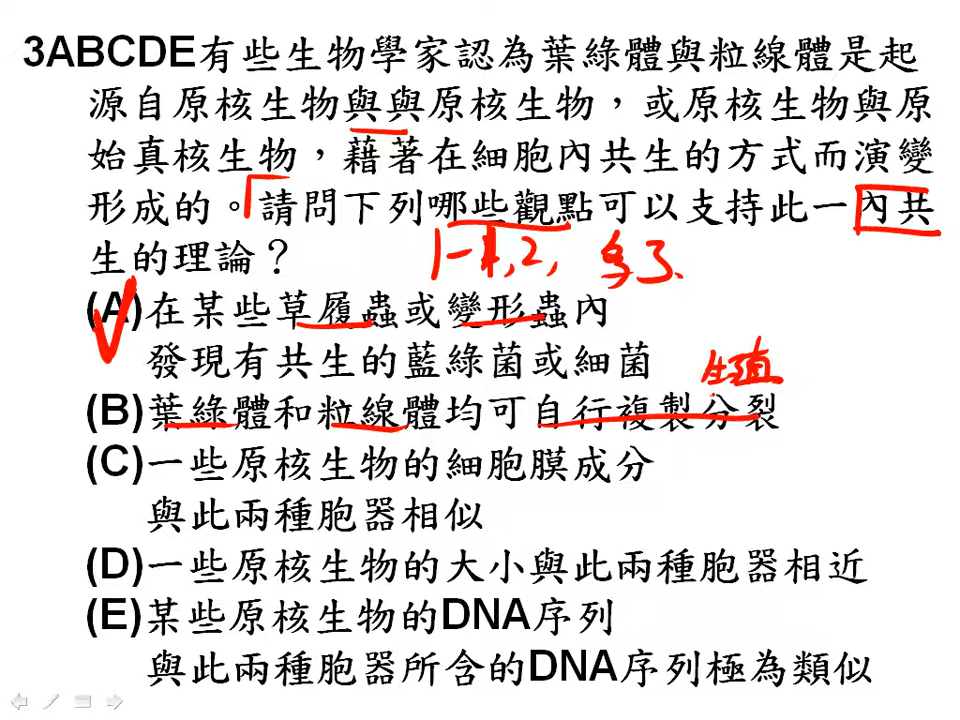 3ABCDE有些生物學家認為葉綠體與粒線體是起
源自原核生物與與原核生物，或原核生物與原
始真核生物，藉著在細胞內共生的方式而演變
形成的。請問下列哪些觀點可以支持此一內共
生的理論？
(A)在某些草履蟲或變形蟲內
發現有共生的藍綠菌或細菌
生殖
(B)葉綠體和粒線體均可自行複製分裂
(C)一些原核生物的細胞膜成分
與此兩種胞器相似
(D)一些原核生物的大小與此兩種胞器相近
(E)某些原核生物的DNA序列
與此兩種胞器所含的DNA序列極為類似